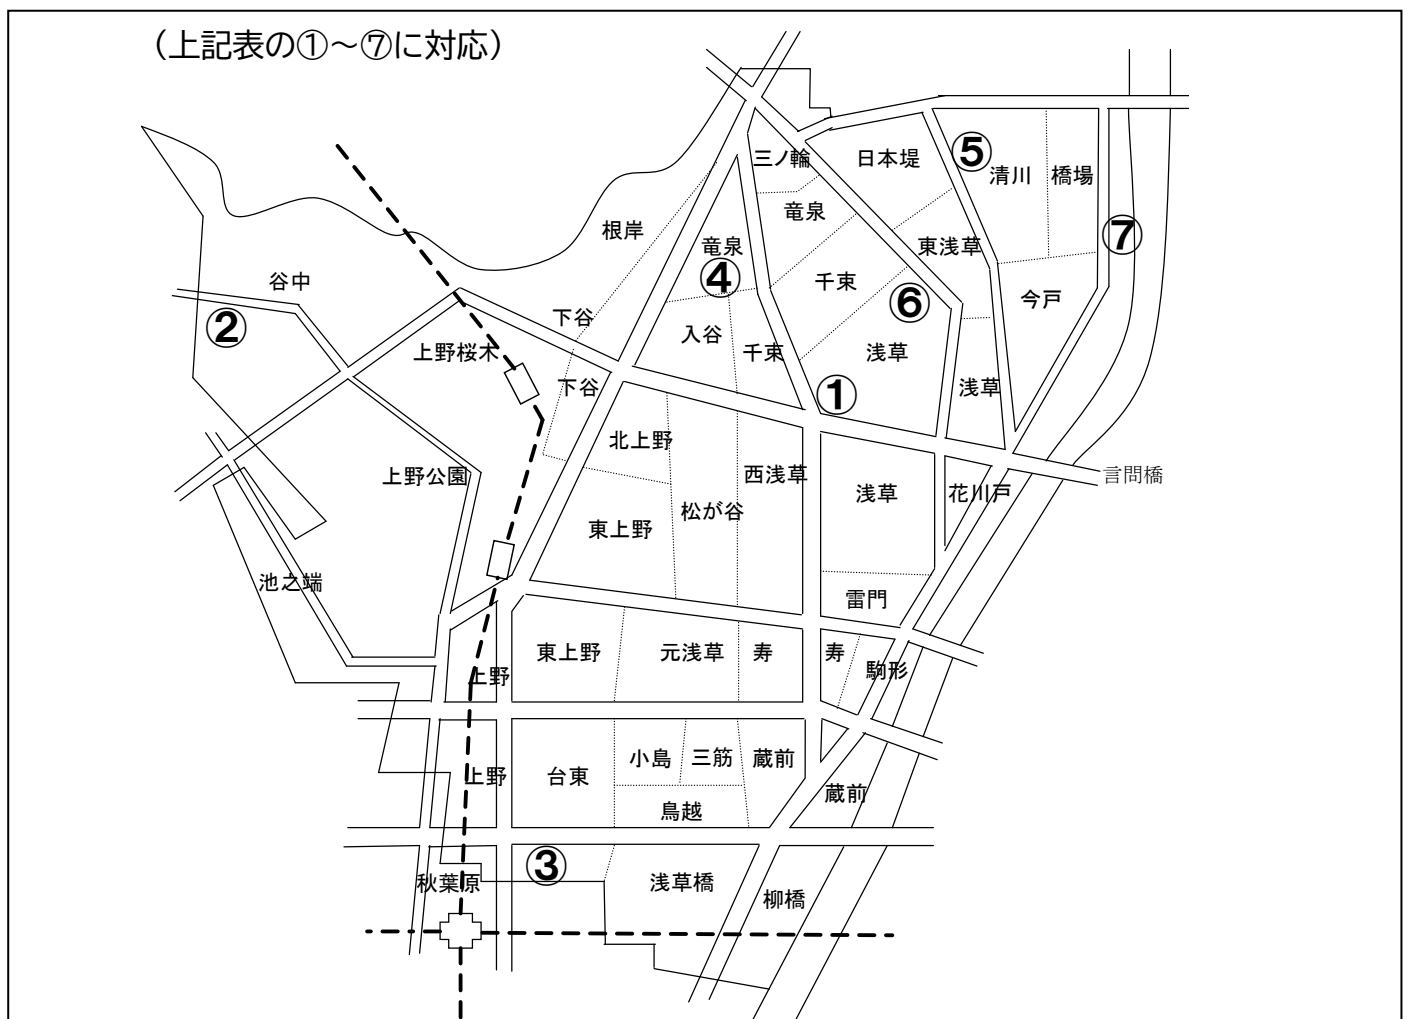 (上記表の①～⑦に対応)
三ノ輪
日本堤
⑤
清川
橋場
竜泉
根岸
竜泉
東浅草
⑦
谷中
④
千束
⑥
今戸
②
下谷
入谷
千束
浅草
上野桜木
下谷
①
浅草
北上野
上野公園
西浅草
浅草
花川戸
言問橋
松が谷
東上野
池之端
雷門
東上野
元浅草
寿
寿
駒形
上野
小島
三筋
蔵前
上野
台東
蔵前
鳥越
③
秋葉原
浅草橋
柳橋